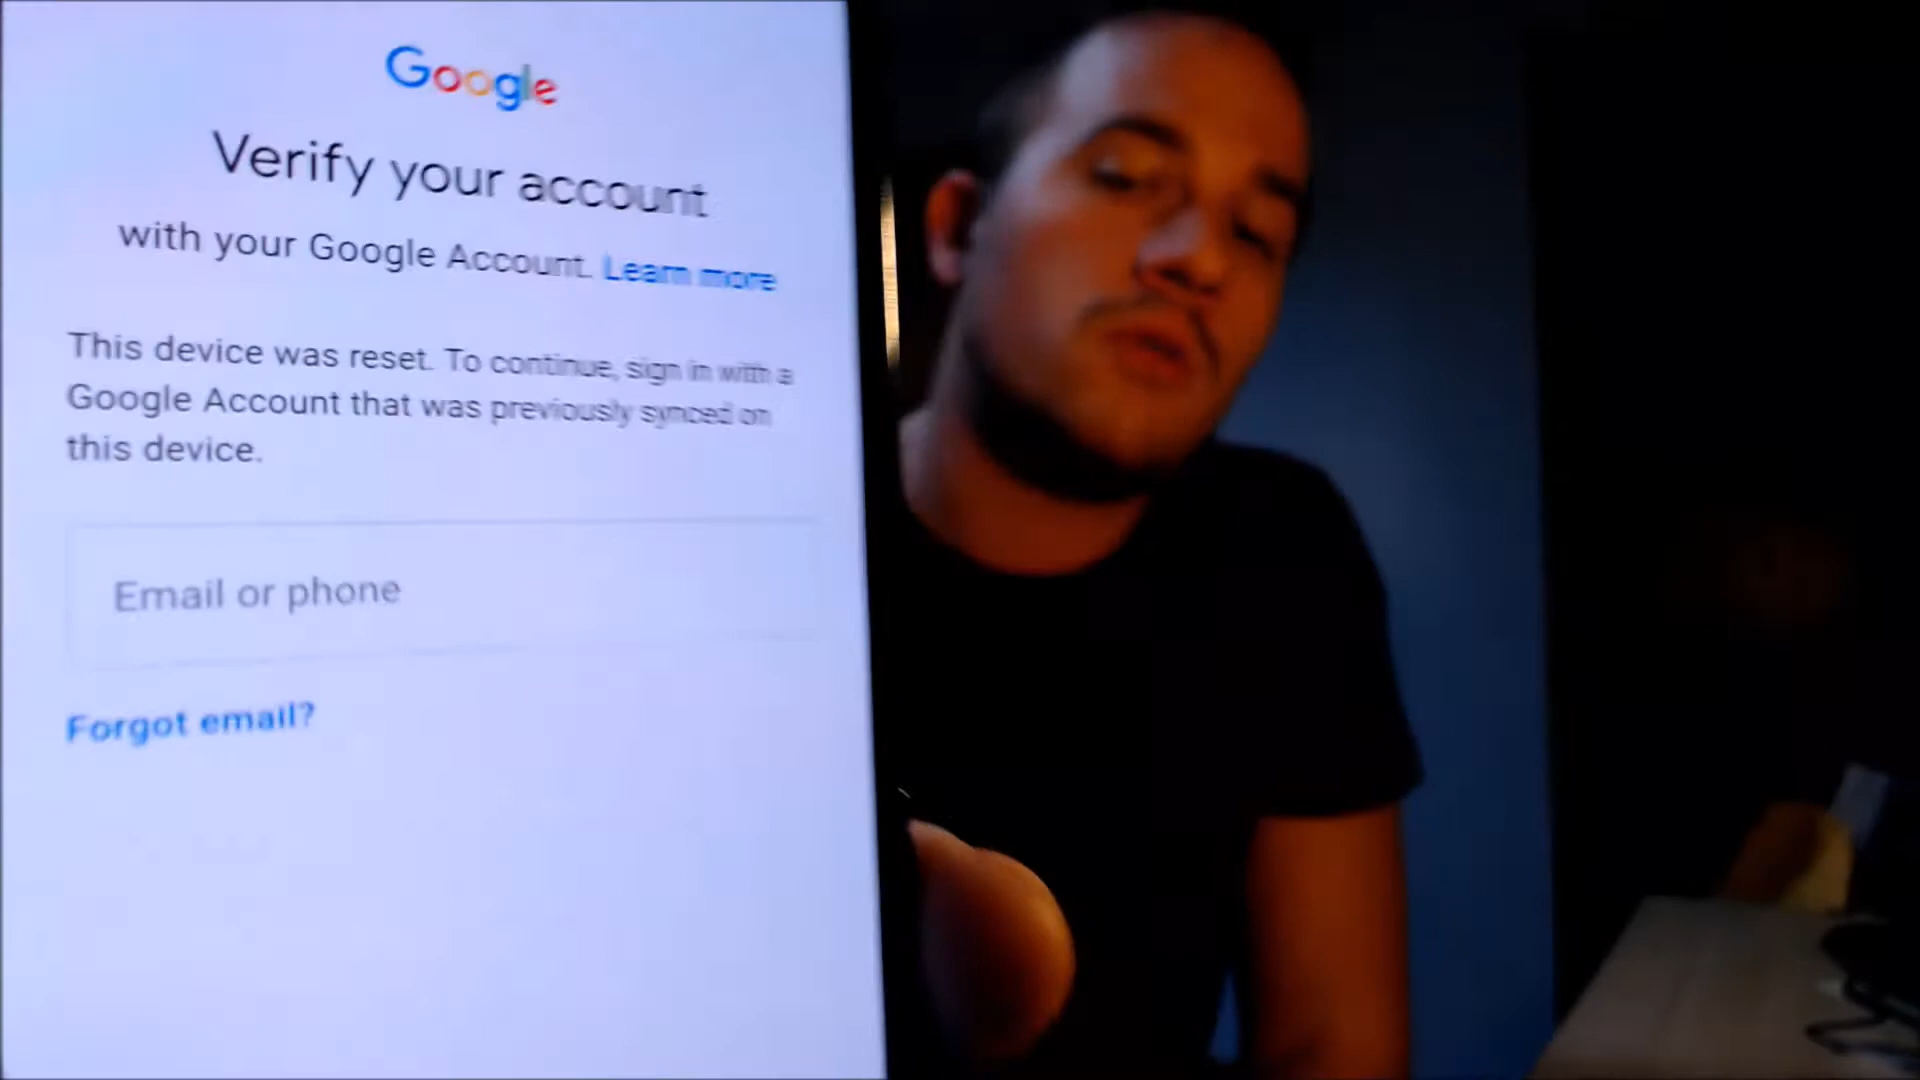 Google
Verify your account
with your Google Account. Learn more
This device was reset. To continue, sign in with a
Google Account that was previously synced on
this device.
Email or phone
Forgot email?